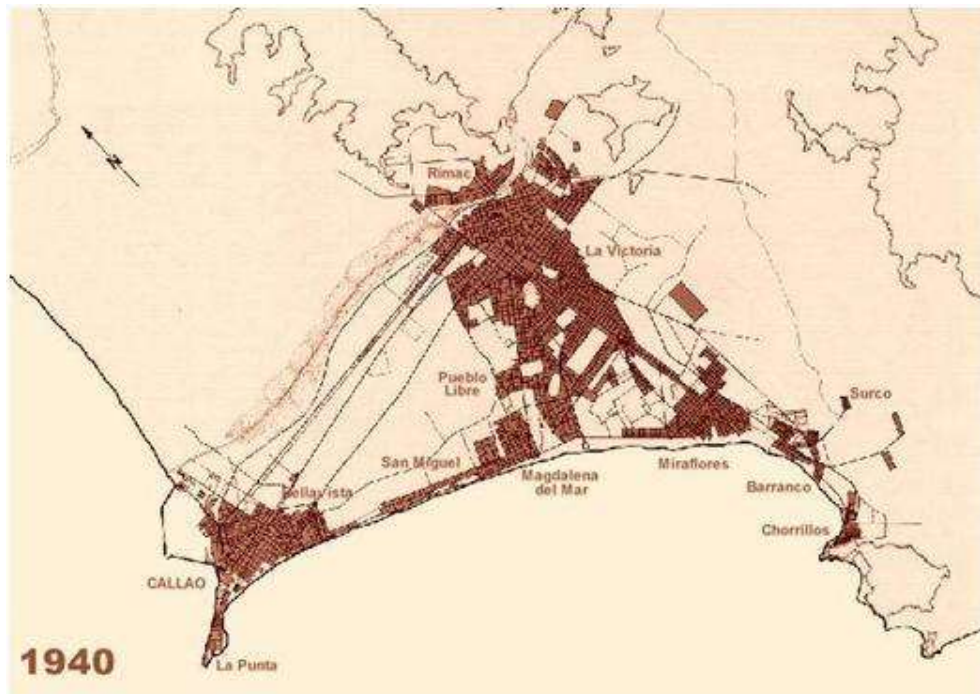 N
Rimac
La Victoria
Pueblo
Libre
Surco
San Miguel
Magdalena
del Mar
Miraflores
Barranco
Bellavista
Chorrillos
CALLAO
La Punta
1940